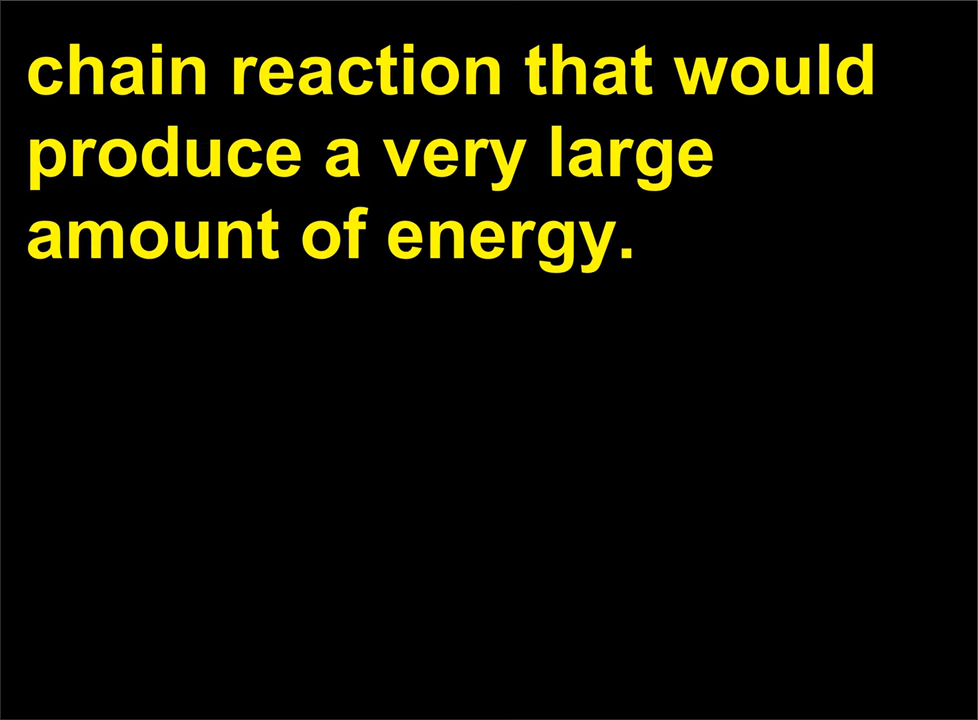 chain reaction that would
produce a very large
amount of energy.